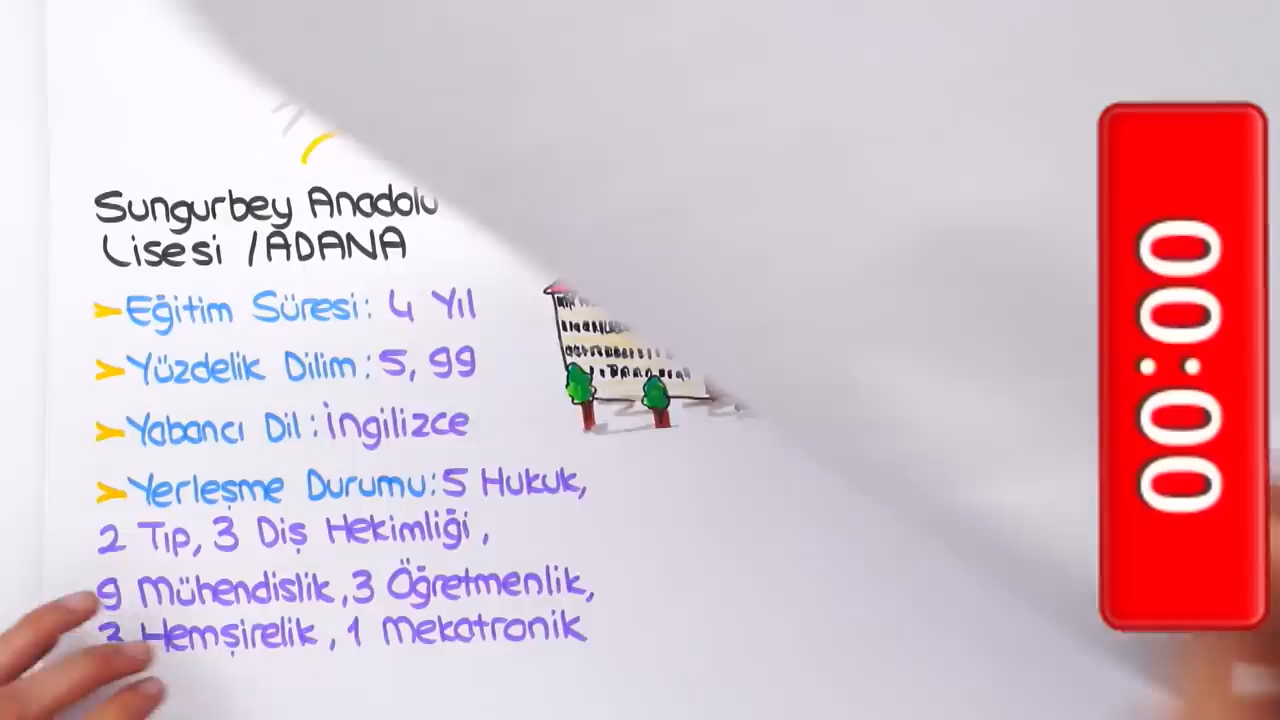 Sungurbey Anadolu
Lisesi / ADANA
➤ Eğitim Süresi: 4 Yıl
➤ Yüzdelik Dilim: 5,99
➤ Yabancı Dil: İngilizce
➤ Yerleşme Durumu: 5 Hukuk,
2 Tıp, 3 Diş Hekimliği,
9 Mühendislik, 3 Öğretmenlik,
3 Hemşirelik, 1 Mekatronik
00:00